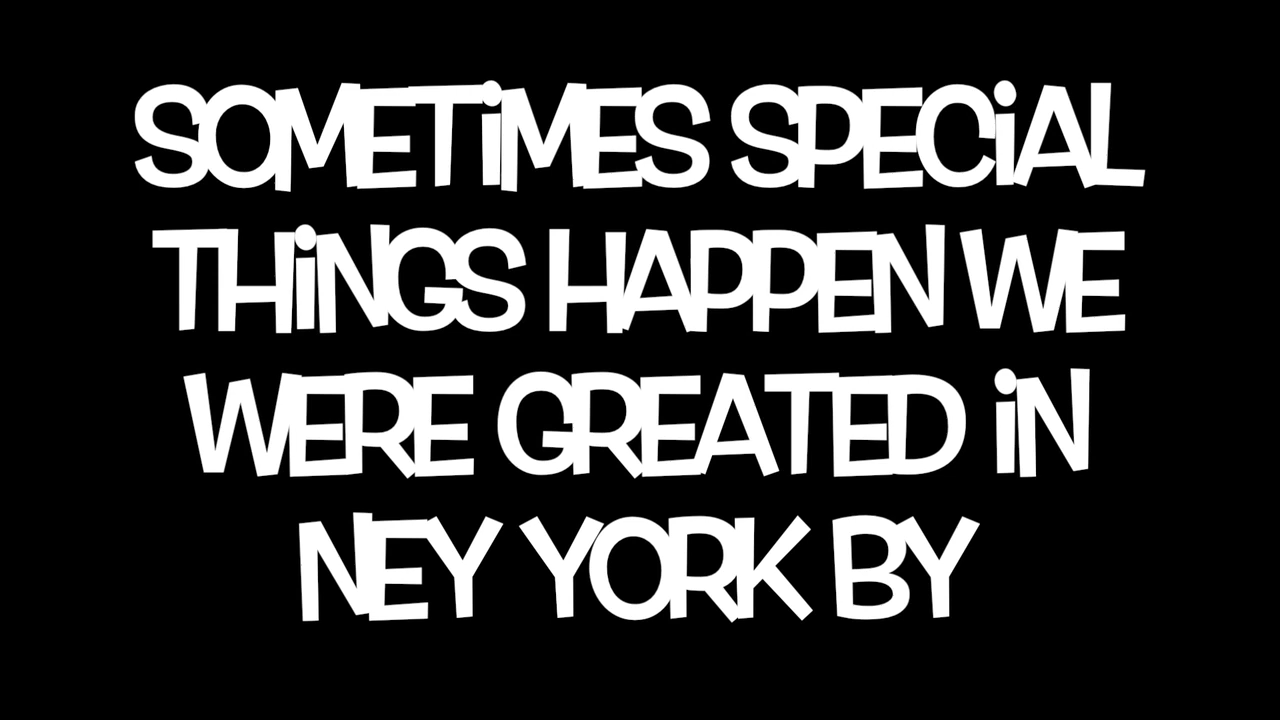 SOMETiMES SPECiAL
THiNGS HAPPEN WE
WERE GREATED iN
NEY YORK BY